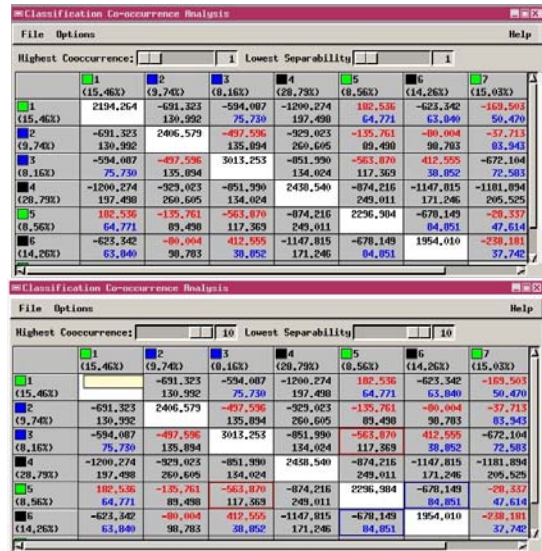 Classification Co-occurrence Analysis
File Options Help
Highest Cooccurrence: 1 Lowest Separability 1
1 2 3 4 5 6 7
(15,46%) (9,74%) (8,16%) (28,79%) (8,56%) (14,26%) (15,03%)
1 2194,264 -691,323 -594,087 -1200,274 182,536 -623,342 -169,503
(15,46%) 130,992 75,730 197,498 64,771 63,840 50,470
2 -691,323 2406,579 -497,596 -929,023 -135,761 -80,004 -37,713
(9,74%) 130,992 135,894 260,605 89,498 98,783 83,943
3 -594,087 -497,596 3013,253 -851,990 -563,870 412,555 -672,104
(8,16%) 75,730 135,894 134,024 117,369 38,852 72,583
4 -1200,274 -929,023 -851,990 2438,540 -874,216 -1147,815 -1181,894
(28,79%) 197,498 260,605 134,024 249,011 171,246 205,525
5 182,536 -135,761 -563,870 -874,216 2296,984 -678,149 -28,337
(8,56%) 64,771 89,498 117,369 249,011 84,851 47,614
6 -623,342 -80,004 412,555 -1147,815 -678,149 1954,010 -238,181
(14,26%) 63,840 98,783 38,852 171,246 84,851 37,742
Classification Co-occurrence Analysis
File Options Help
Highest Cooccurrence: 10 Lowest Separability 10
1 2 3 4 5 6 7
(15,46%) (9,74%) (8,16%) (28,79%) (8,56%) (14,26%) (15,03%)
1 -691,323 -594,087 -1200,274 182,536 -623,342 -169,503
(15,46%) 130,992 75,730 197,498 64,771 63,840 50,470
2 -691,323 2406,579 -497,596 -929,023 -135,761 -80,004 -37,713
(9,74%) 130,992 135,894 260,605 89,498 98,783 83,943
3 -594,087 -497,596 3013,253 -851,990 -563,870 412,555 -672,104
(8,16%) 75,730 135,894 134,024 117,369 38,852 72,583
4 -1200,274 -929,023 -851,990 2438,540 -874,216 -1147,815 -1181,894
(28,79%) 197,498 260,605 134,024 249,011 171,246 205,525
5 182,536 -135,761 -563,870 -874,216 2296,984 -678,149 -28,337
(8,56%) 64,771 89,498 117,369 249,011 84,851 47,614
6 -623,342 -80,004 412,555 -1147,815 -678,149 1954,010 -238,181
(14,26%) 63,840 98,783 38,852 171,246 84,851 37,742